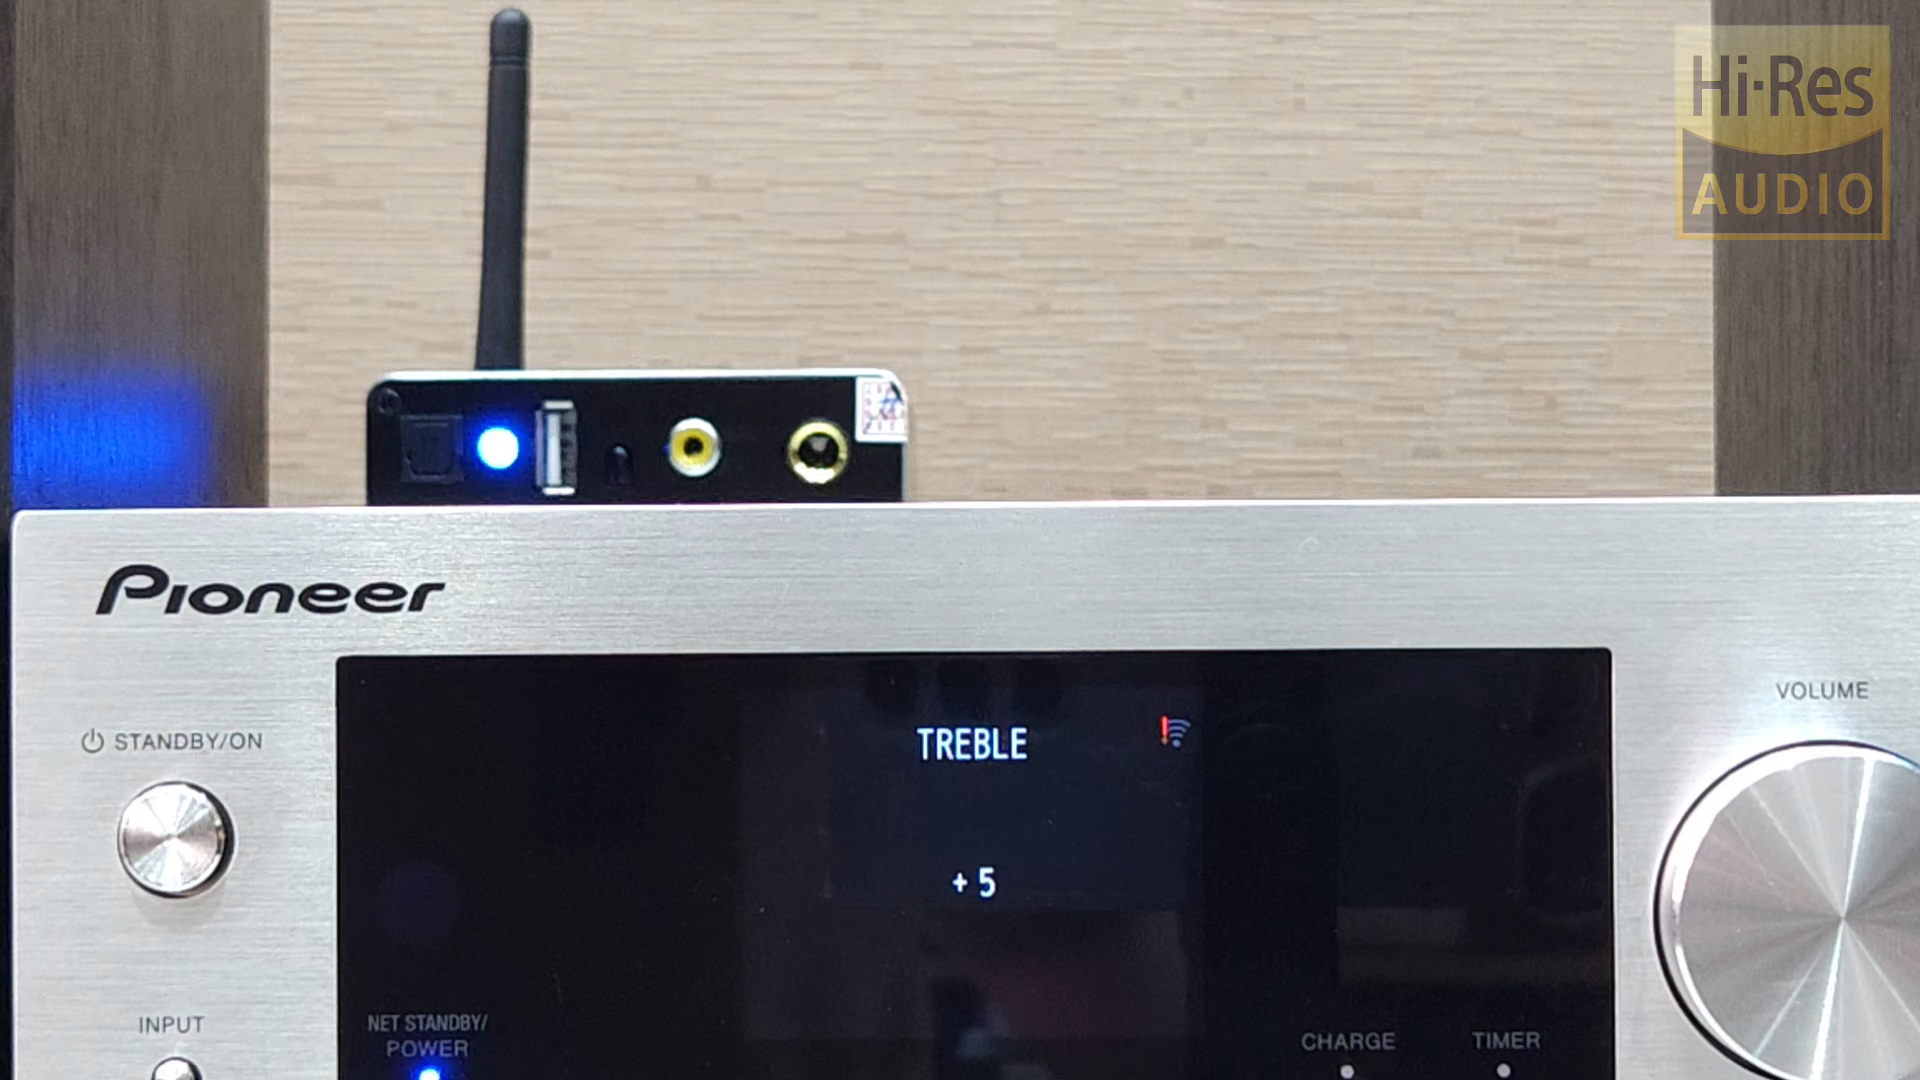 Hi-Res
AUDIO
Pioneer
VOLUME
STANDBY/ON
TREBLE
+ 5
INPUT
NET STANDBY/
POWER
CHARGE
TIMER